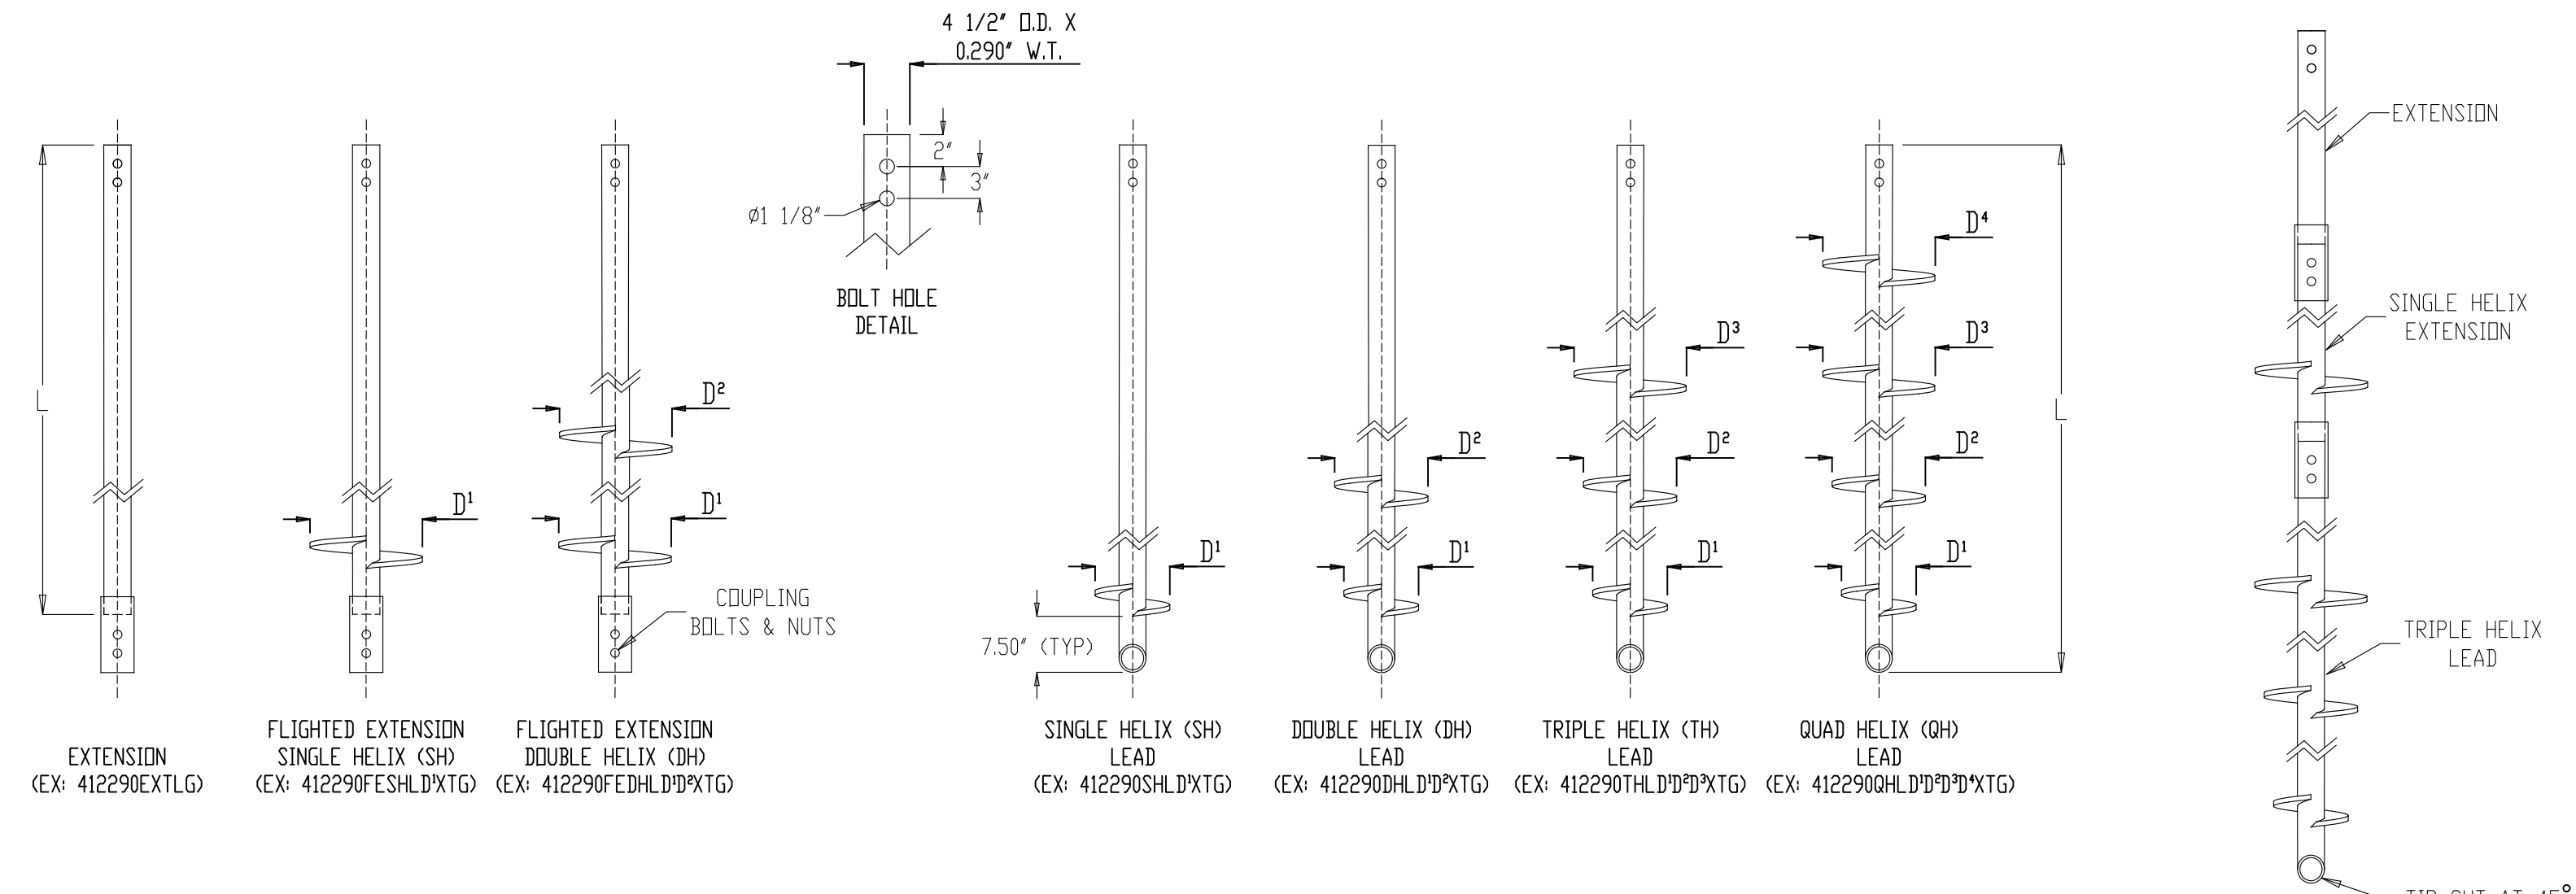 4 1/2" O.D. X
0.290" W.T.
2"
3"
Ø1 1/8"
BOLT HOLE
DETAIL
L
D¹
D²
D¹
COUPLING
BOLTS & NUTS
EXTENSION
(EX: 412290EXTLG)
FLIGHTED EXTENSION
SINGLE HELIX (SH)
(EX: 412290FESHLD¹XTG)
FLIGHTED EXTENSION
DOUBLE HELIX (DH)
(EX: 412290FEDHLD¹D²XTG)
D¹
7.50" (TYP)
SINGLE HELIX (SH)
LEAD
(EX: 412290SHLD¹XTG)
D²
D¹
DOUBLE HELIX (DH)
LEAD
(EX: 412290DHLD¹D²XTG)
D³
D²
D¹
TRIPLE HELIX (TH)
LEAD
(EX: 412290THLD¹D²D³XTG)
D⁴
D³
D²
D¹
L
QUAD HELIX (QH)
LEAD
(EX: 412290QHLD¹D²D³D⁴XTG)
EXTENSION
SINGLE HELIX
EXTENSION
TRIPLE HELIX
LEAD
TIP CUT AT 45°